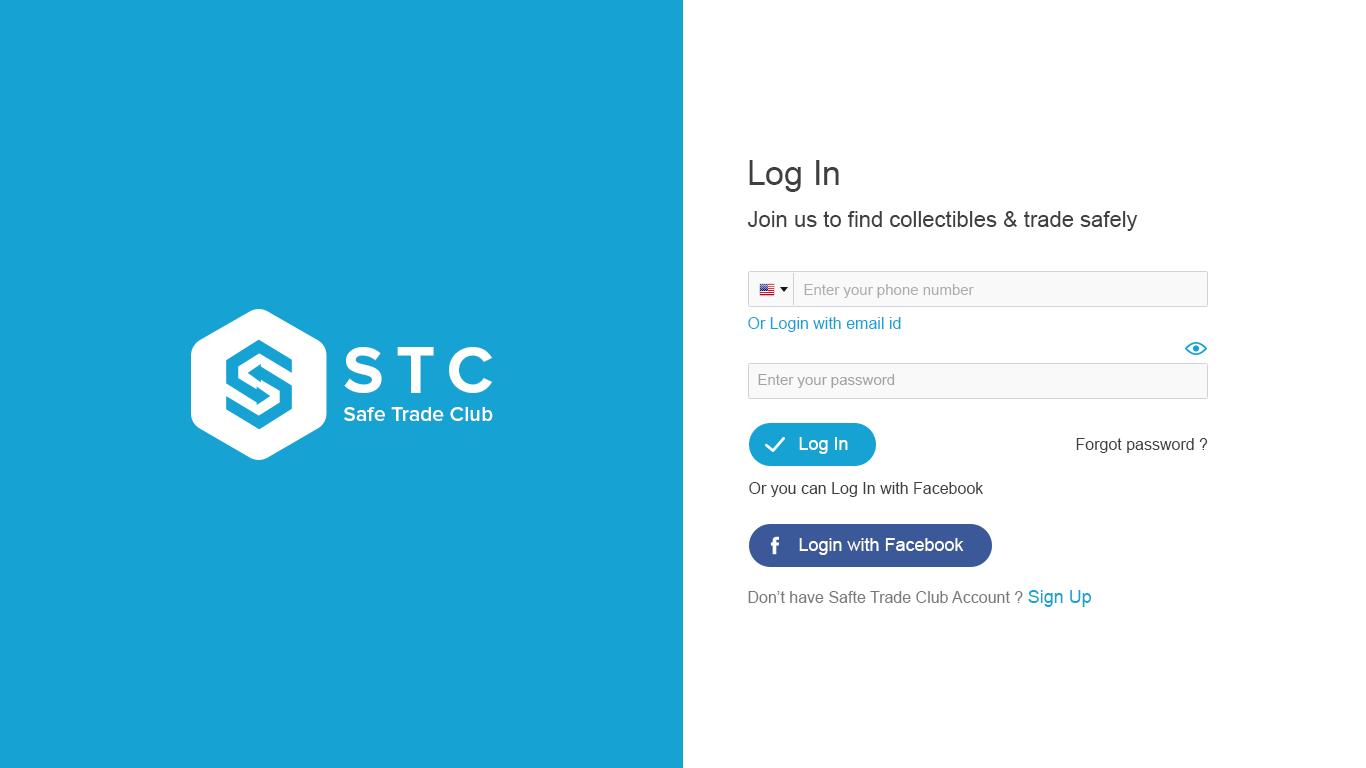 STC
Safe Trade Club
Log In
Join us to find collectibles & trade safely
Enter your phone number
Or Login with email id
Enter your password
Log In
Forgot password ?
Or you can Log In with Facebook
f Login with Facebook
Don’t have Safte Trade Club Account ? Sign Up